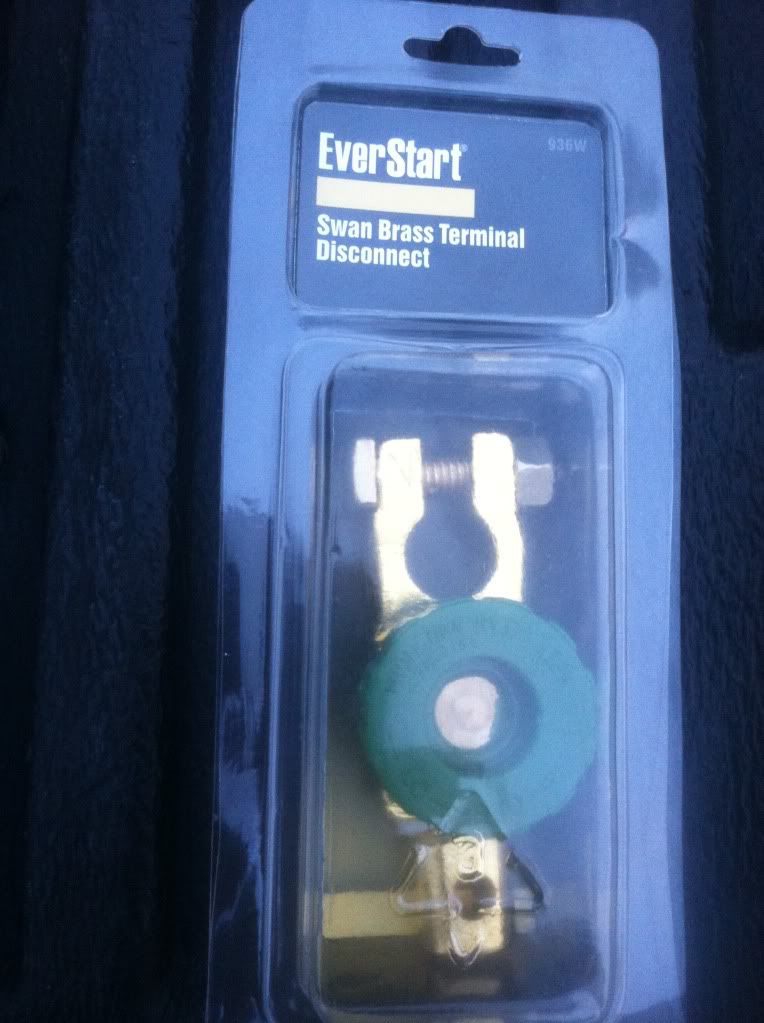 EverStart®
936W
Swan Brass Terminal
Disconnect